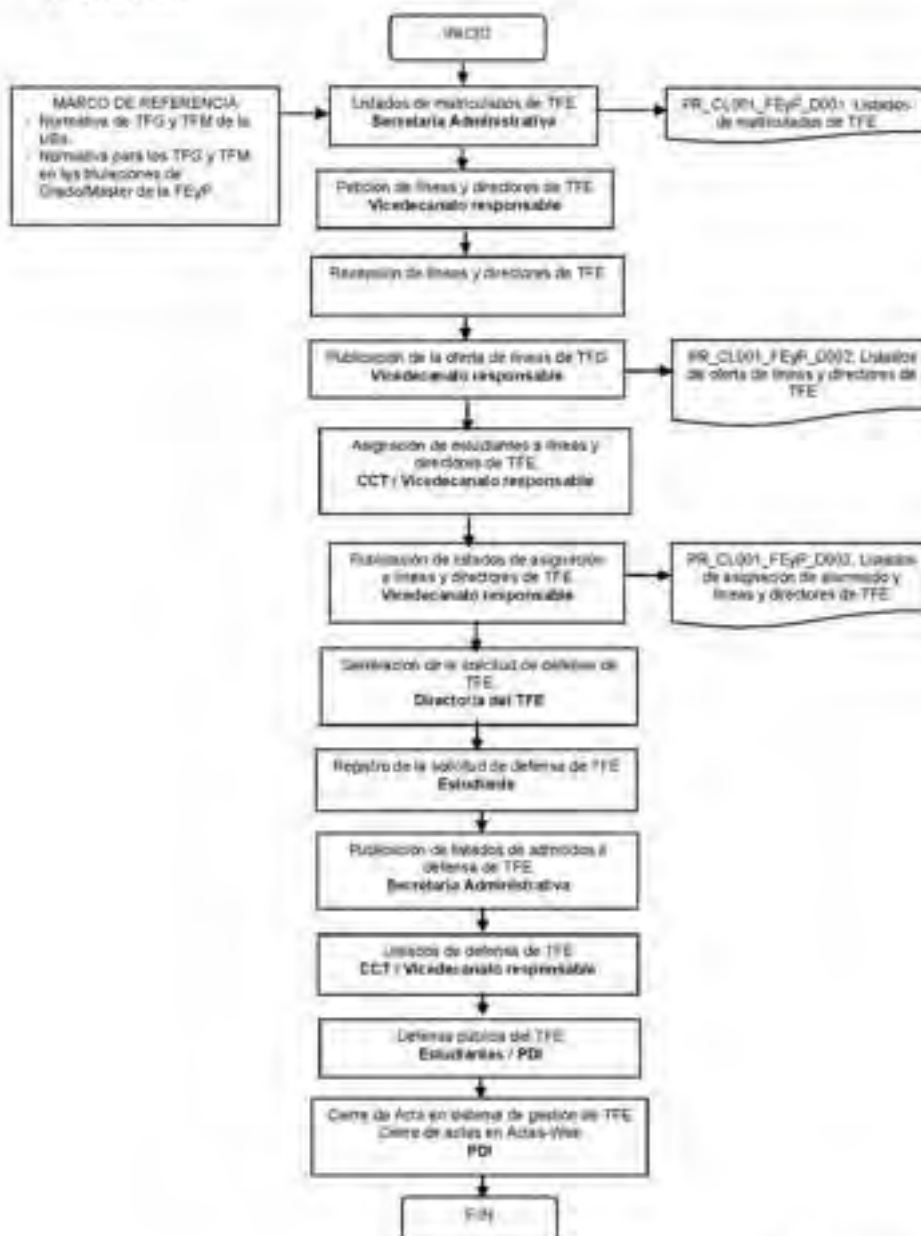 INICIO
MARCO DE REFERENCIA
- Normativa de TFG y TFM de la
UEx.
- Normativa para los TFG y TFM
en las titulaciones de
Grado/Master de la FEyP.
Listados de matriculados de TFE
Secretaría Administrativa
PR_CL001_FEyP_D001. Listados
de matriculados de TFE
Petición de líneas y directores de TFE
Vicedecanato responsable
Recepción de líneas y directores de TFE
Publicación de la oferta de líneas de TFG
Vicedecanato responsable
PR_CL001_FEyP_D002. Listados
de oferta de líneas y directores de
TFE
Asignación de estudiantes a líneas y
directores de TFE
CCT / Vicedecanato responsable
Publicación de listados de asignación
a líneas y directores de TFE
Vicedecanato responsable
PR_CL001_FEyP_D003. Listados
de asignación de alumnado y
líneas y directores de TFE
de la solicitud de defensa de
TFE
Director/a del TFE
Registro de la solicitud de defensa de TFE
Estudiante
Publicación de listados de admitidos a
defensa de TFE
Secretaría Administrativa
Listados de defensa de TFE
CCT / Vicedecanato responsable
Defensa pública del TFE
Estudiantes / PDI
Cierre de Acta en sistema de gestión de TFE
Cierre de actas en Actas-Web
PDI
FIN